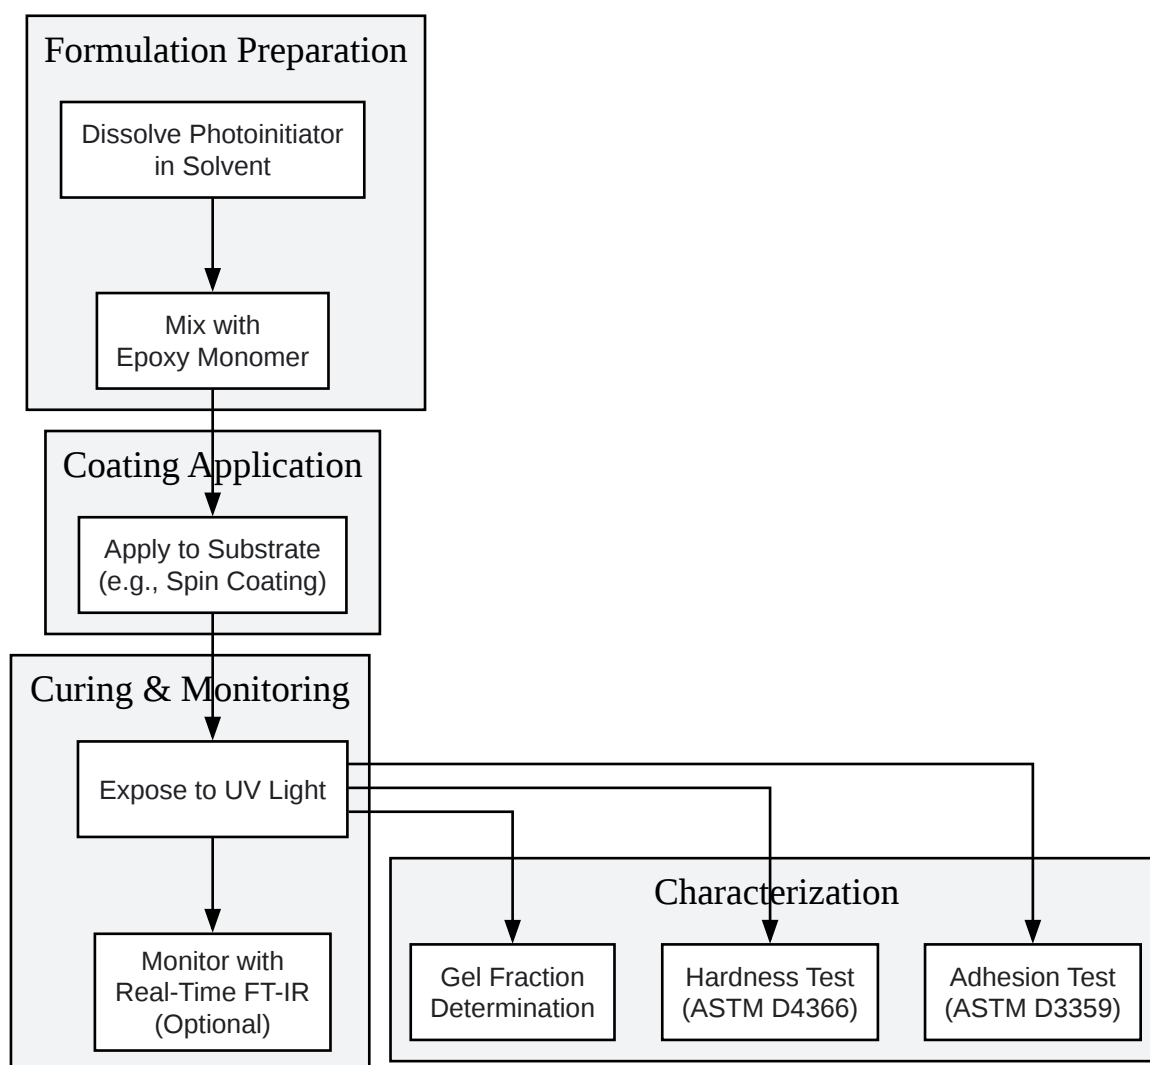 Formulation Preparation
Dissolve Photoinitiator
in Solvent
Mix with
Epoxy Monomer
Coating Application
Apply to Substrate
(e.g., Spin Coating)
Curing & Monitoring
Expose to UV Light
Monitor with
Real-Time FT-IR
(Optional)
Characterization
Gel Fraction
Determination
Hardness Test
(ASTM D4366)
Adhesion Test
(ASTM D3359)